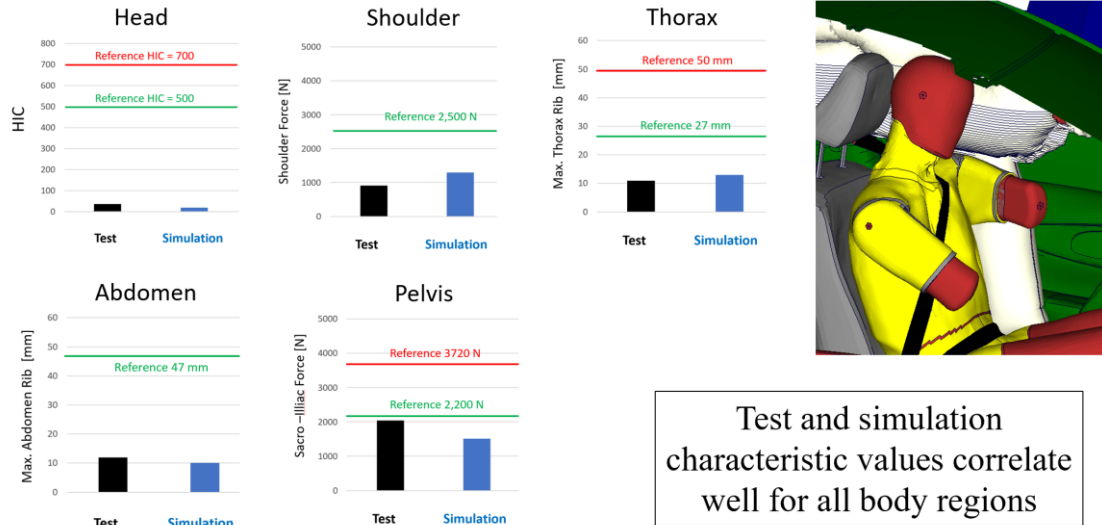 Head
HIC
800
700
600
500
400
300
200
100
0
Reference HIC = 700
Reference HIC = 500
Test Simulation
Shoulder
Shoulder Force [N]
5000
4000
3000
2000
1000
0
Reference 2,500 N
Test Simulation
Thorax
Max. Thorax Rib [mm]
60
50
40
30
20
10
0
Reference 50 mm
Reference 27 mm
Test Simulation
Abdomen
Max. Abdomen Rib [mm]
60
50
40
30
20
10
0
Reference 47 mm
Test Simulation
Pelvis
Sacro –Illiac Force [N]
5000
4000
3000
2000
1000
0
Reference 3720 N
Reference 2,200 N
Test Simulation
Test and simulation
characteristic values correlate
well for all body regions